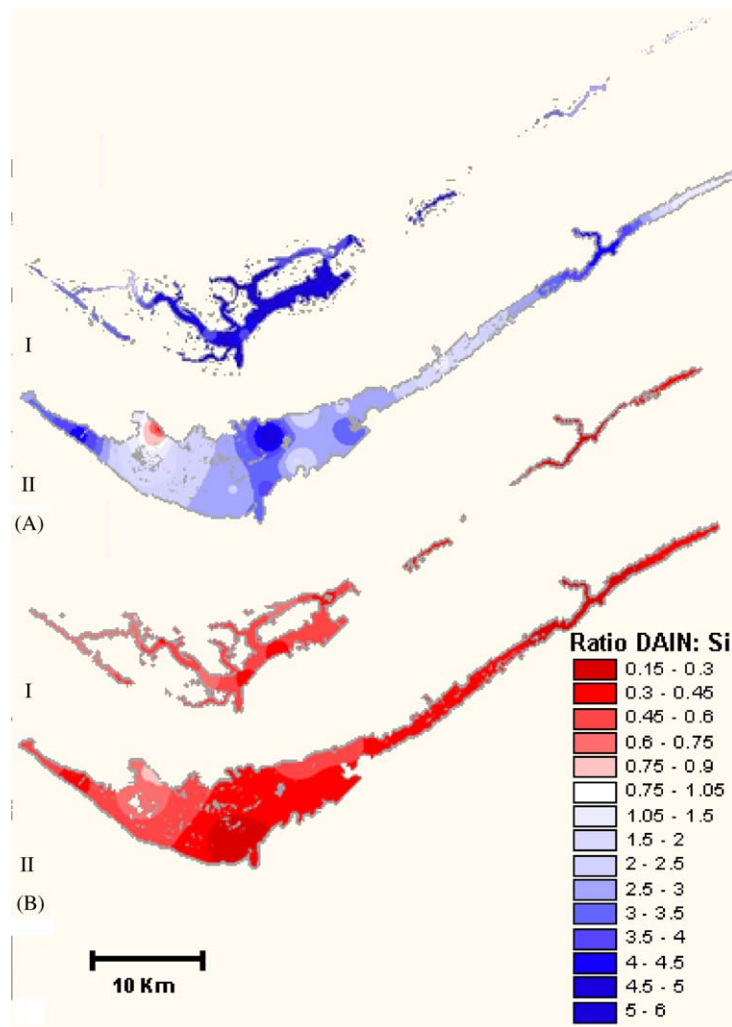 I
II
(A)
I
II
(B)
10 Km
Ratio DAIN: Si
0.15 - 0.3
0.3 - 0.45
0.45 - 0.6
0.6 - 0.75
0.75 - 0.9
0.75 - 1.05
1.05 - 1.5
1.5 - 2
2 - 2.5
2.5 - 3
3 - 3.5
3.5 - 4
4 - 4.5
4.5 - 5
5 - 6